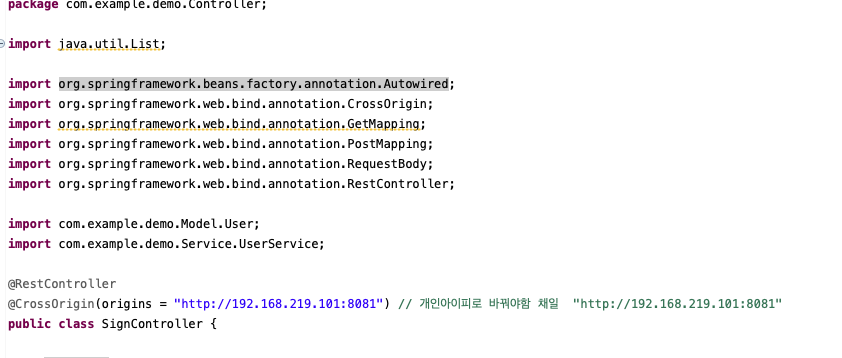 package com.example.demo.Controller;
import java.util.List;
import org.springframework.beans.factory.annotation.Autowired;
import org.springframework.web.bind.annotation.CrossOrigin;
import org.springframework.web.bind.annotation.GetMapping;
import org.springframework.web.bind.annotation.PostMapping;
import org.springframework.web.bind.annotation.RequestBody;
import org.springframework.web.bind.annotation.RestController;
import com.example.demo.Model.User;
import com.example.demo.Service.UserService;
@RestController
@CrossOrigin(origins = "http://192.168.219.101:8081") // 개인아이피로 바꿔야함 채일  "http://192.168.219.101:8081"
public class SignController {